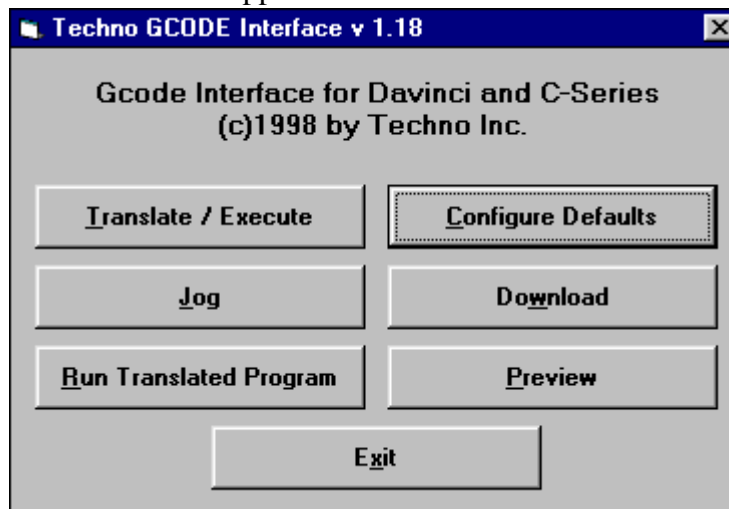 Techno GCODE Interface v 1.18
Gcode Interface for Davinci and C-Series
(c)1998 by Techno Inc.
Translate / Execute
Configure Defaults
Jog
Download
Run Translated Program
Preview
Exit